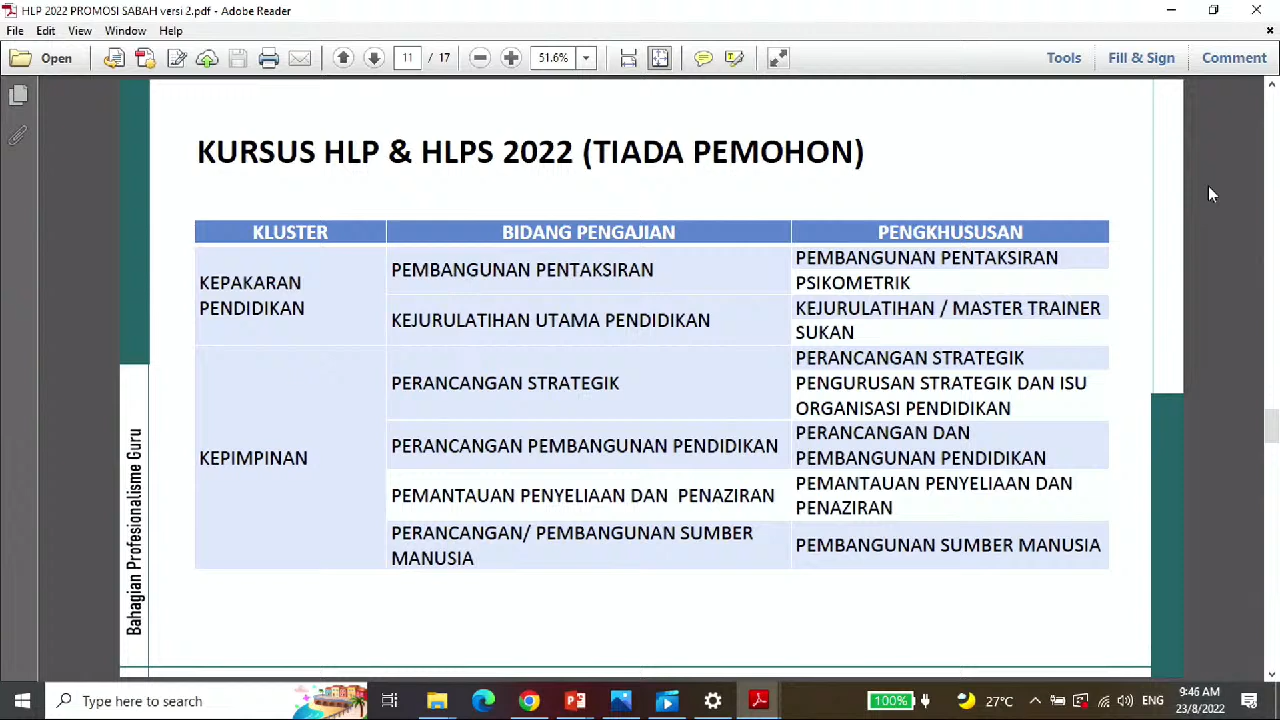 HLP 2022 PROMOSI SABAH versi 2.pdf - Adobe Reader
File Edit View Window Help
Open 11 / 17 51.6% Tools Fill & Sign Comment
KURSUS HLP & HLPS 2022 (TIADA PEMOHON)
KLUSTER BIDANG PENGAJIAN PENGKHUSUSAN
KEPAKARAN
PENDIDIKAN
PEMBANGUNAN PENTAKSIRAN
PEMBANGUNAN PENTAKSIRAN
PSIKOMETRIK
KEJURULATIHAN UTAMA PENDIDIKAN
KEJURULATIHAN / MASTER TRAINER
SUKAN
KEPIMPINAN
PERANCANGAN STRATEGIK
PERANCANGAN STRATEGIK
PENGURUSAN STRATEGIK DAN ISU
ORGANISASI PENDIDIKAN
PERANCANGAN PEMBANGUNAN PENDIDIKAN
PERANCANGAN DAN
PEMBANGUNAN PENDIDIKAN
PEMANTAUAN PENYELIAAN DAN PENAZIRAN
PEMANTAUAN PENYELIAAN DAN
PENAZIRAN
PERANCANGAN/ PEMBANGUNAN SUMBER
MANUSIA
PEMBANGUNAN SUMBER MANUSIA
Bahagian Profesionalisme Guru
Type here to search
100% 27°C ENG
9:46 AM
23/8/2022